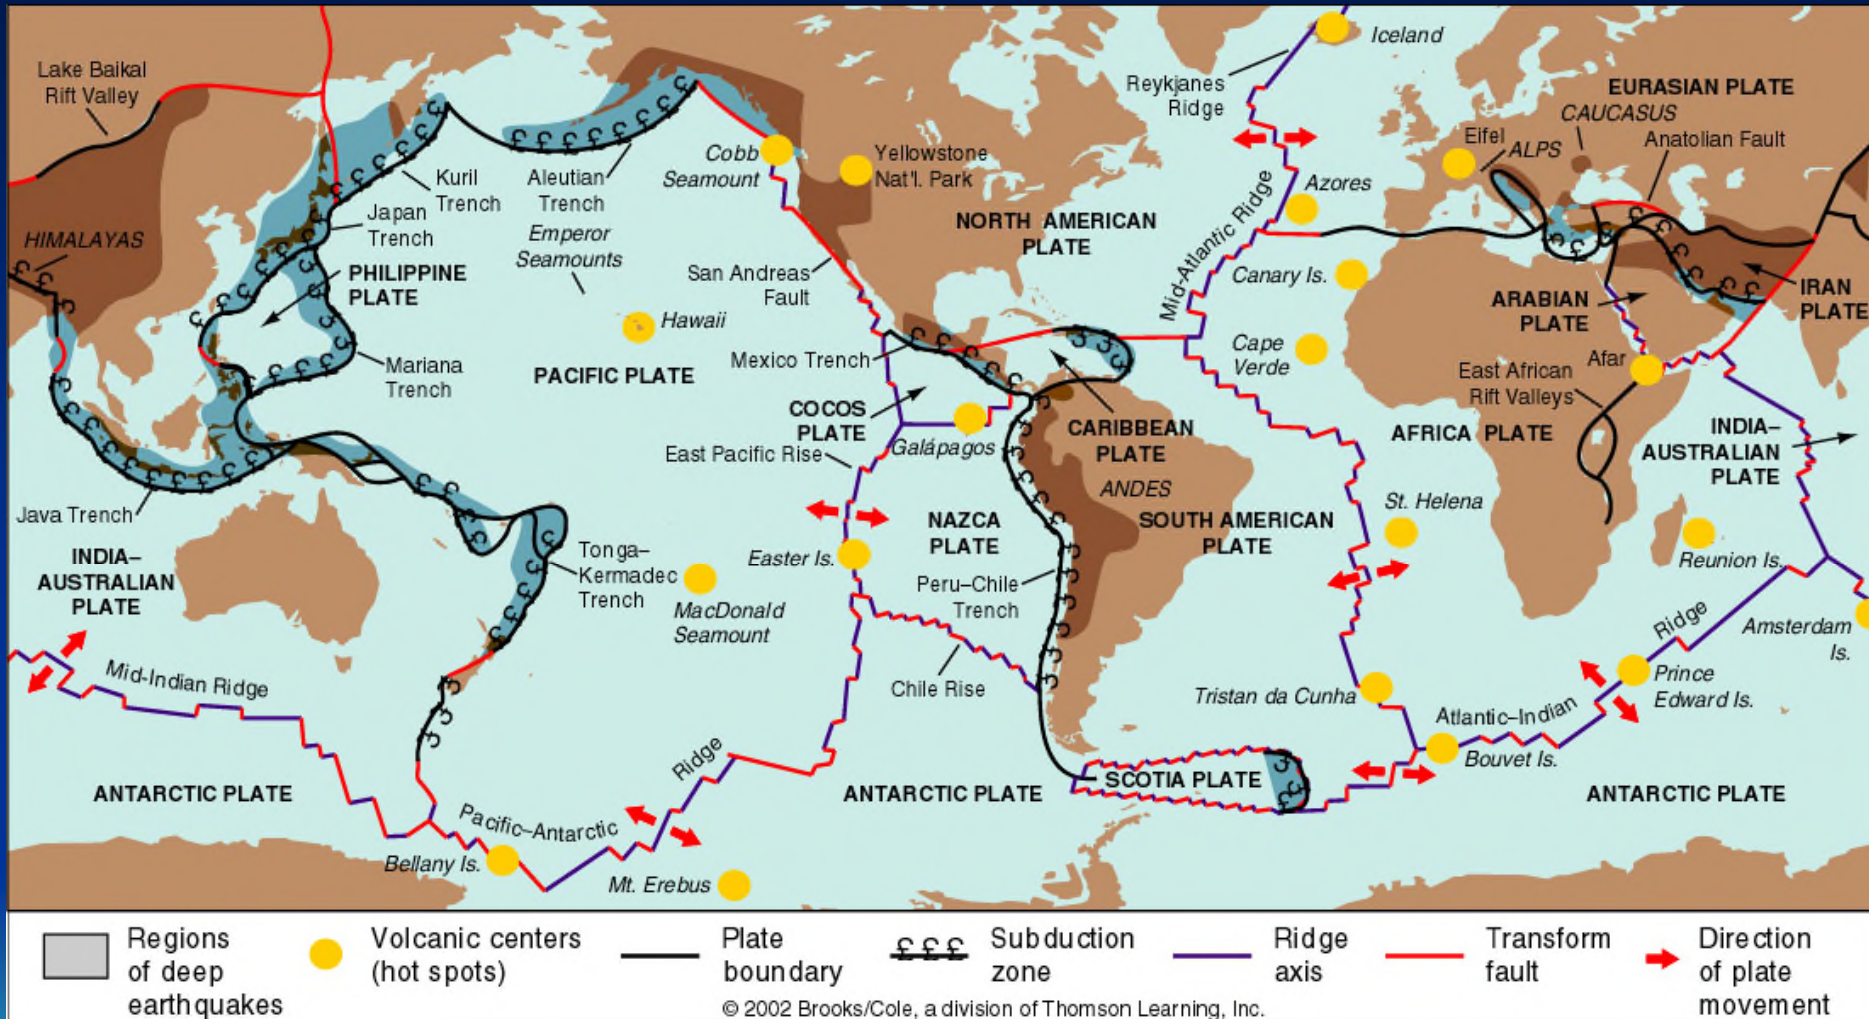 Lake Baikal
Rift Valley
HIMALAYAS
Kuril
Trench
Japan
Trench
PHILIPPINE
PLATE
Mariana
Trench
Java Trench
INDIA–
AUSTRALIAN
PLATE
Mid-Indian Ridge
ANTARCTIC PLATE
Aleutian
Trench
Emperor
Seamounts
Hawaii
PACIFIC PLATE
Tonga–
Kermadec
Trench
MacDonald
Seamount
Pacific–Antarctic
Ridge
Bellany Is.
Mt. Erebus
Cobb
Seamount
Yellowstone
Nat'l. Park
San Andreas
Fault
NORTH AMERICAN
PLATE
Mexico Trench
COCOS
PLATE
East Pacific Rise
Galápagos
CARIBBEAN
PLATE
ANDES
Easter Is.
NAZCA
PLATE
Peru–Chile
Trench
SOUTH AMERICAN
PLATE
Chile Rise
ANTARCTIC PLATE
SCOTIA PLATE
Iceland
Reykjanes
Ridge
Mid-Atlantic Ridge
Azores
Canary Is.
Cape
Verde
EURASIAN PLATE
CAUCASUS
Eifel
ALPS
Anatolian Fault
ARABIAN
PLATE
IRAN
PLATE
Afar
East African
Rift Valleys
AFRICA PLATE
INDIA–
AUSTRALIAN
PLATE
St. Helena
Reunion Is.
Amsterdam
Is.
Tristan da Cunha
Atlantic–Indian
Ridge
Prince
Edward Is.
Bouvet Is.
ANTARCTIC PLATE
Regions
of deep
earthquakes
Volcanic centers
(hot spots)
Plate
boundary
£ £ £
Subduction
zone
Ridge
axis
Transform
fault
Direction
of plate
movement
© 2002 Brooks/Cole, a division of Thomson Learning, Inc.